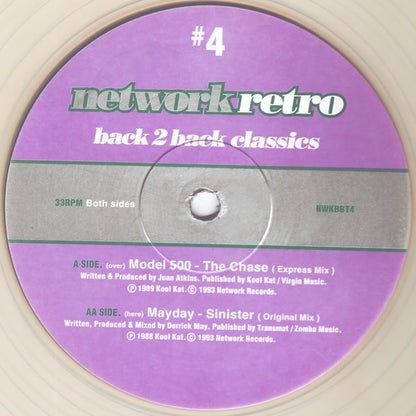 #4
network retro
back 2 back classics
33RPM Both sides
NWKBBT4
A SIDE. (over) Model 500 - The Chase ( Express Mix )
Written & Produced by Juan Atkins. Published by Kool Kat / Virgin Music.
Ⓟ 1989 Kool Kat. © 1993 Network Records.
AA SIDE. (here) Mayday - Sinister ( Original Mix )
Written, Produced & Mixed by Derrick May. Published by Transmat / Zomba Music.
Ⓟ 1988 Kool Kat. © 1993 Network Records.